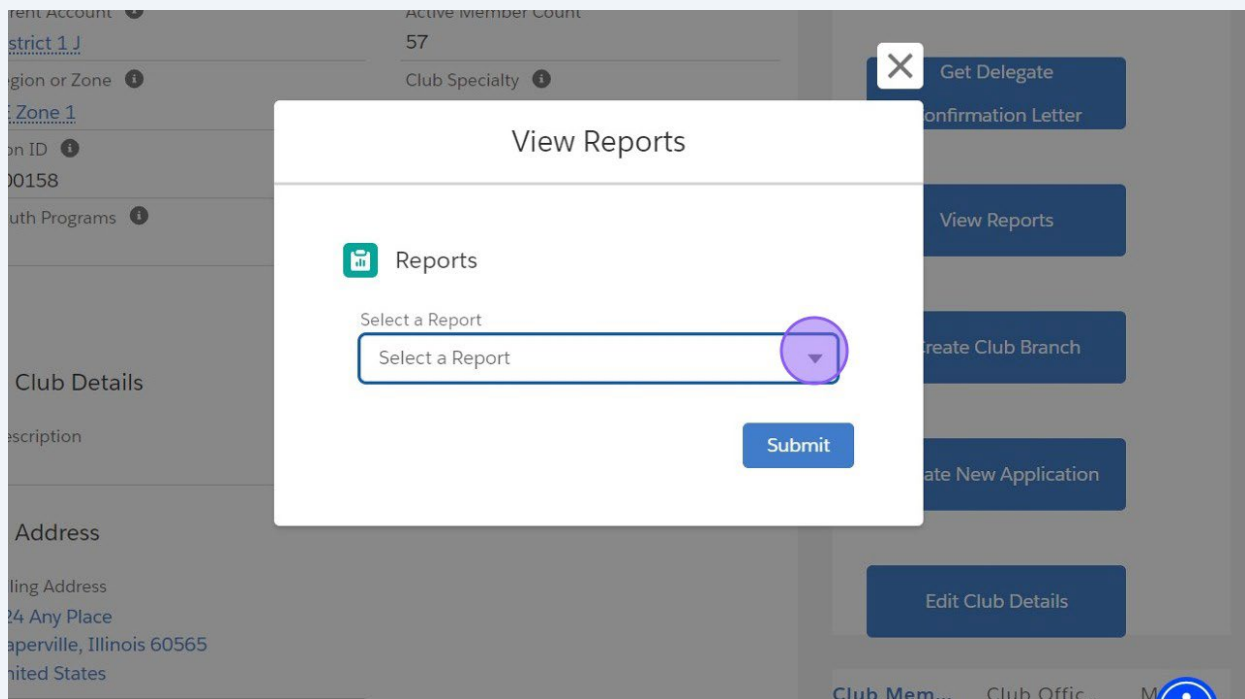 rent Account
Active Member Count
strict 1 J
57
gion or Zone
Club Specialty
Zone 1
on ID
00158
uth Programs
Get Delegate
onfirmation Letter
View Reports
View Reports
Reports
Select a Report
Select a Report
Submit
reate Club Branch
Club Details
escription
ate New Application
Address
ling Address
24 Any Place
aperville, Illinois 60565
nited States
Edit Club Details
Club Mem... Club Offic... M